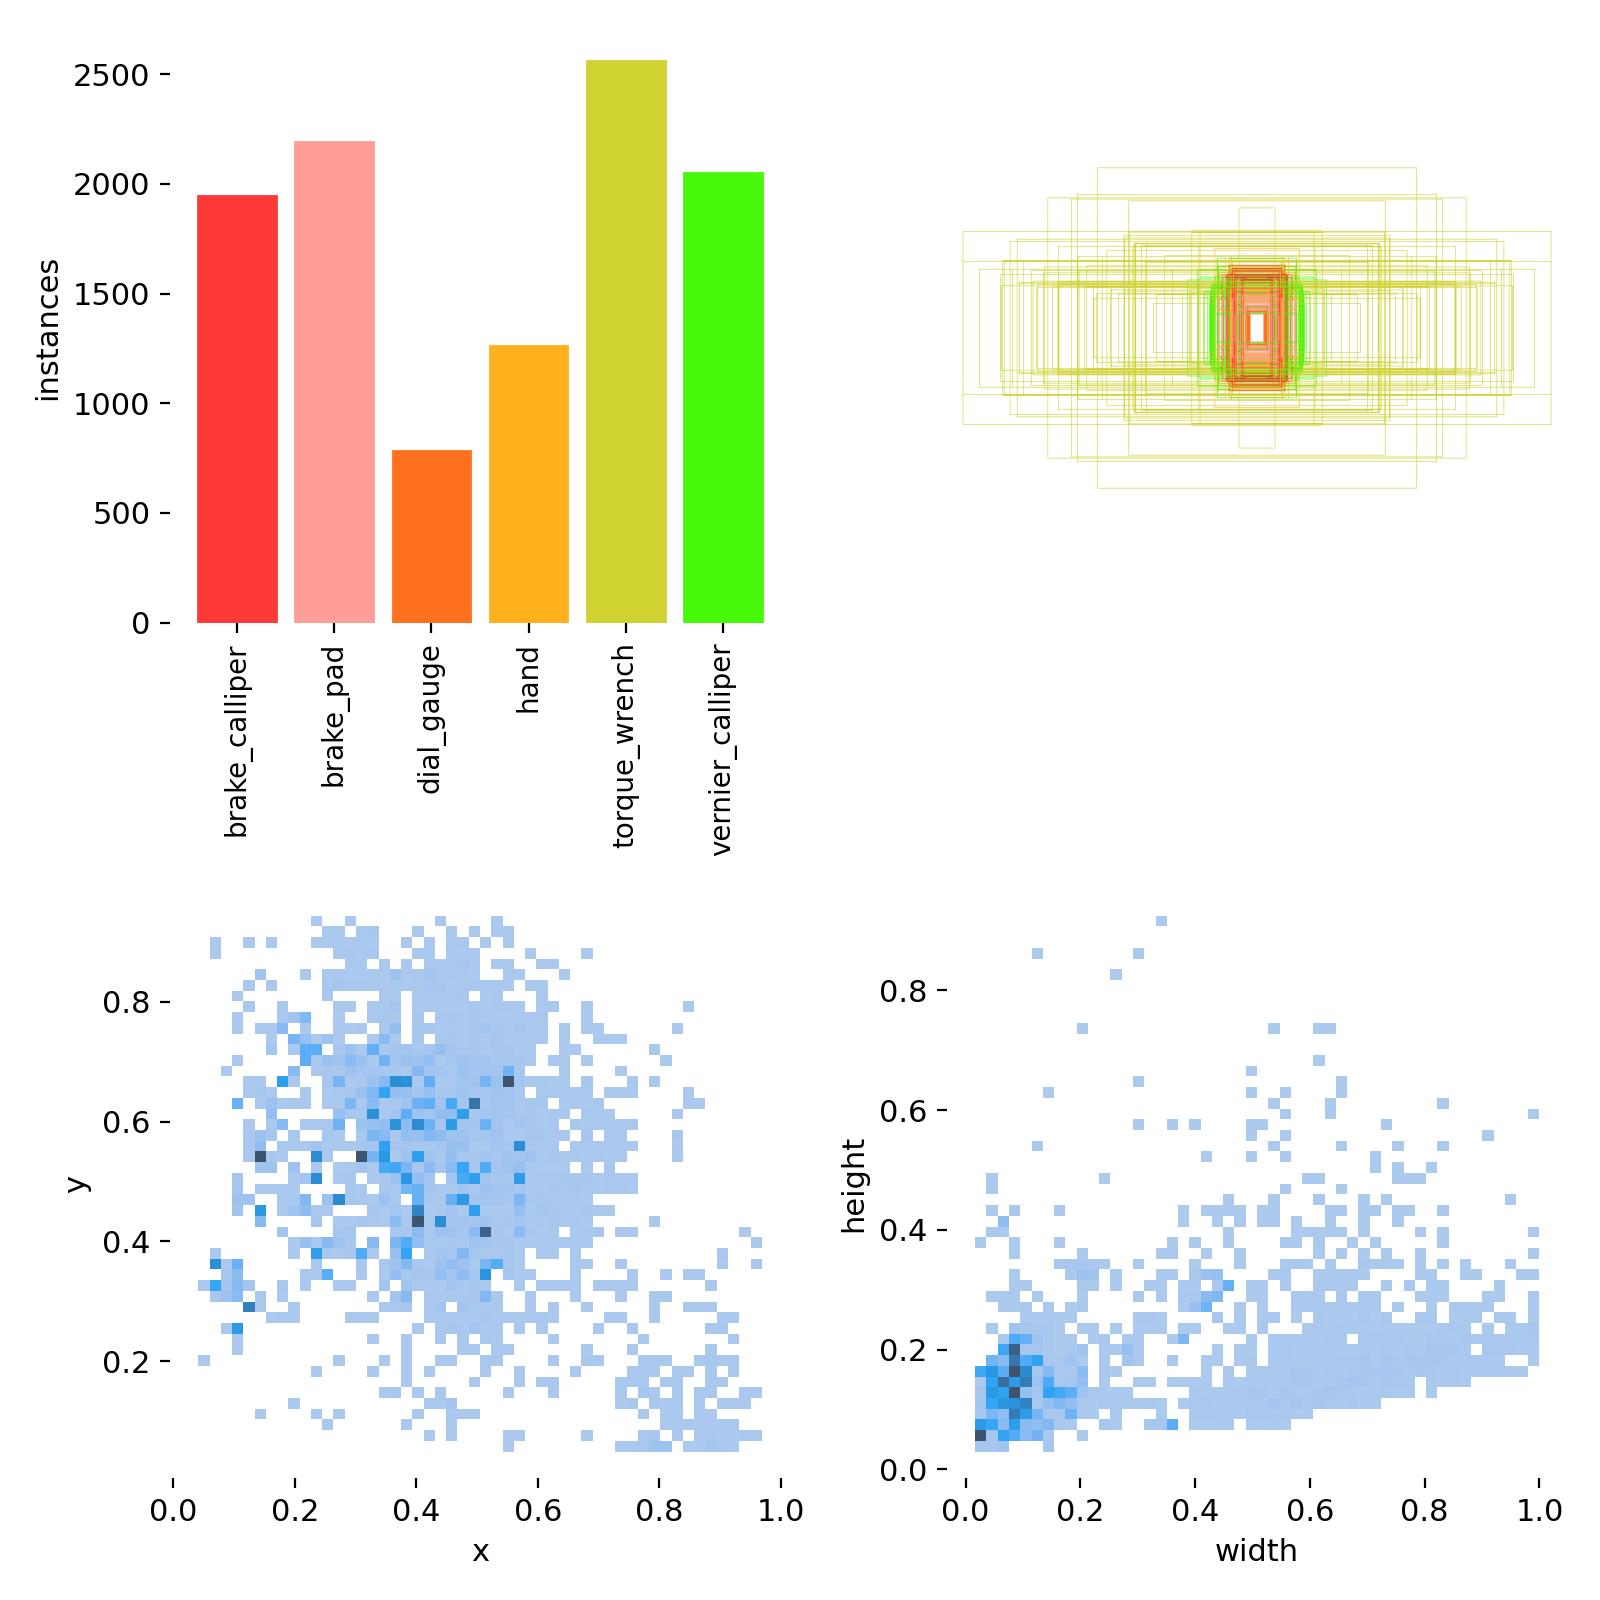 2500
2000
1500
1000
500
0
instances
brake_calliper
brake_pad
dial_gauge
hand
torque_wrench
vernier_calliper
0.8
0.6
0.4
0.2
y
0.0 0.2 0.4 0.6 0.8 1.0
x
0.8
0.6
0.4
0.2
0.0
height
0.0 0.2 0.4 0.6 0.8 1.0
width